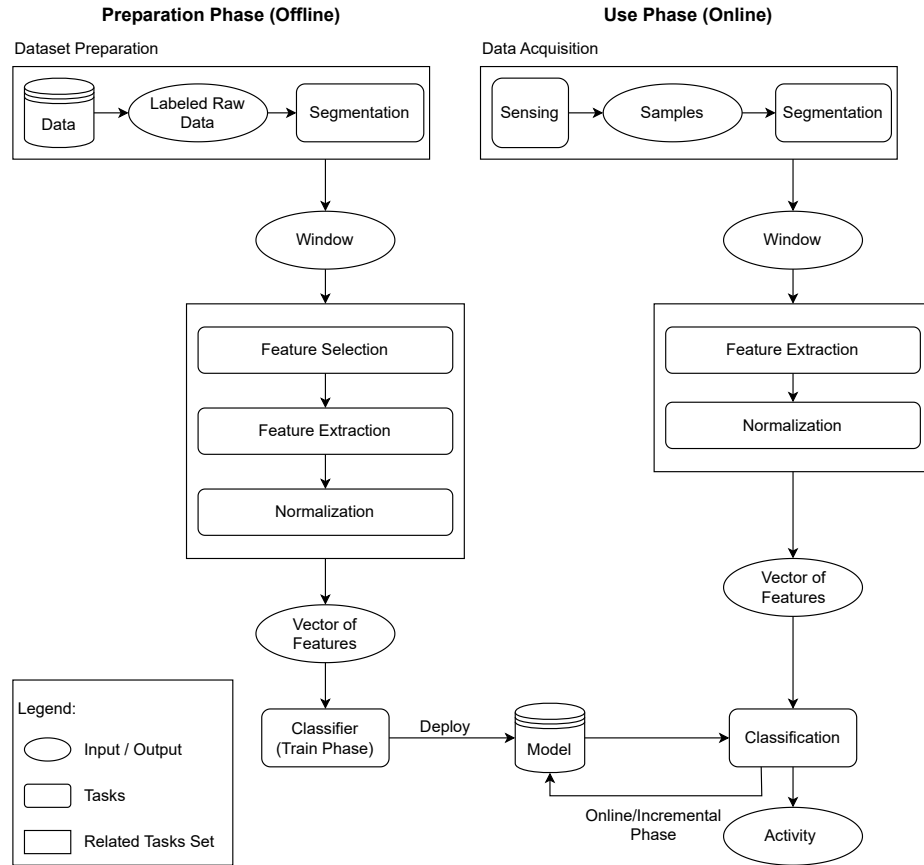 Preparation Phase (Offline)
Dataset Preparation
Data
Labeled Raw
Data
Segmentation
Window
Feature Selection
Feature Extraction
Normalization
Vector of
Features
Classifier
(Train Phase)
Deploy
Model
Use Phase (Online)
Data Acquisition
Sensing
Samples
Segmentation
Window
Feature Extraction
Normalization
Vector of
Features
Classification
Online/Incremental
Phase
Activity
Legend:
Input / Output
Tasks
Related Tasks Set